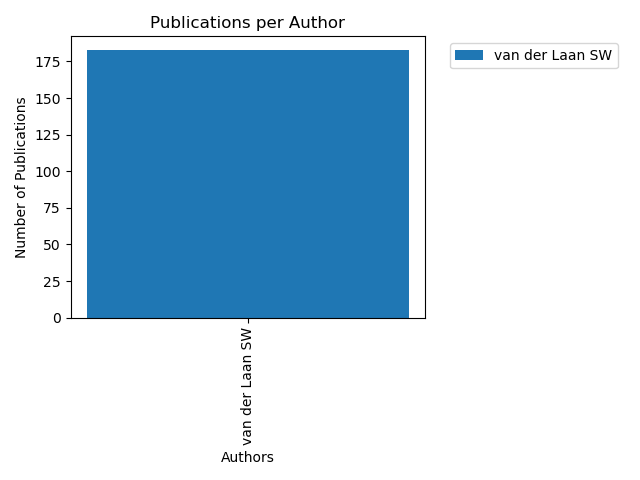 Publications per Author
van der Laan SW
Number of Publications
175
150
125
100
75
50
25
0
van der Laan SW
Authors